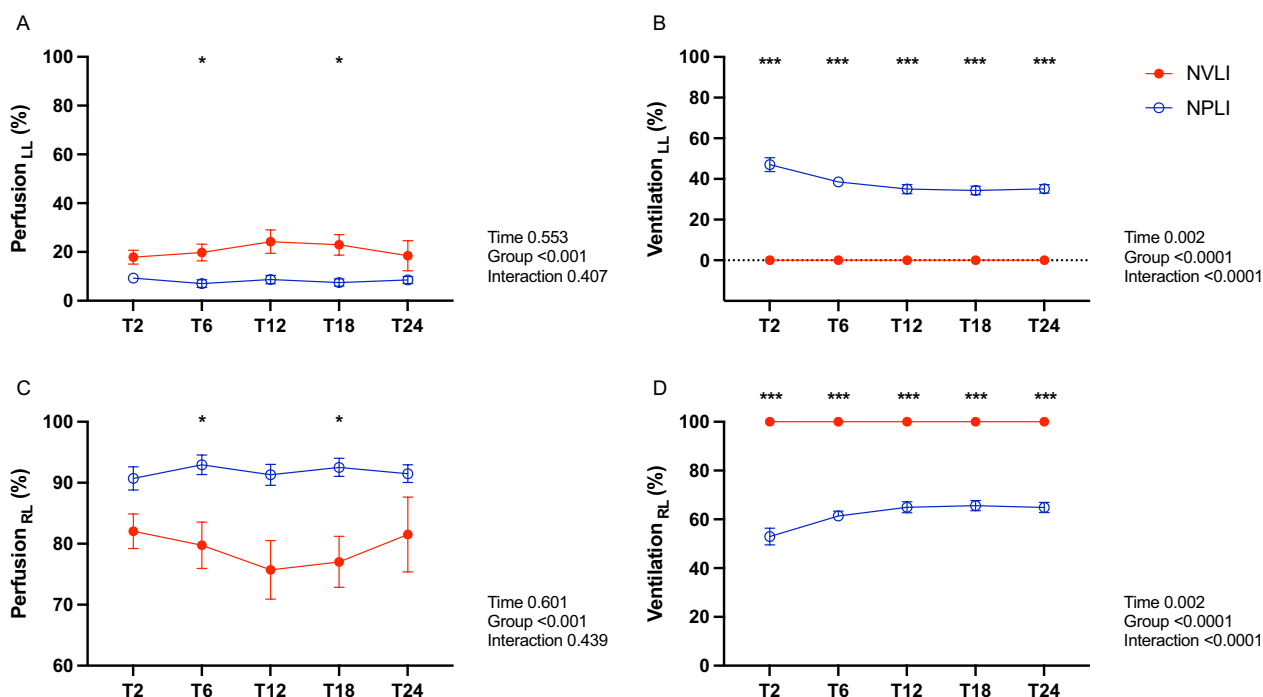 A
Perfusion LL (%)
100
80
60
40
20
0
* *
T2 T6 T12 T18 T24
Time 0.553
Group <0.001
Interaction 0.407
B
Ventilation LL (%)
100
80
60
40
20
0
*** *** *** *** ***
T2 T6 T12 T18 T24
Time 0.002
Group <0.0001
Interaction <0.0001
NVLI
NPLI
C
Perfusion RL (%)
100
90
80
70
60
* *
T2 T6 T12 T18 T24
Time 0.601
Group <0.001
Interaction 0.439
D
Ventilation RL (%)
100
80
60
40
20
0
*** *** *** *** ***
T2 T6 T12 T18 T24
Time 0.002
Group <0.0001
Interaction <0.0001